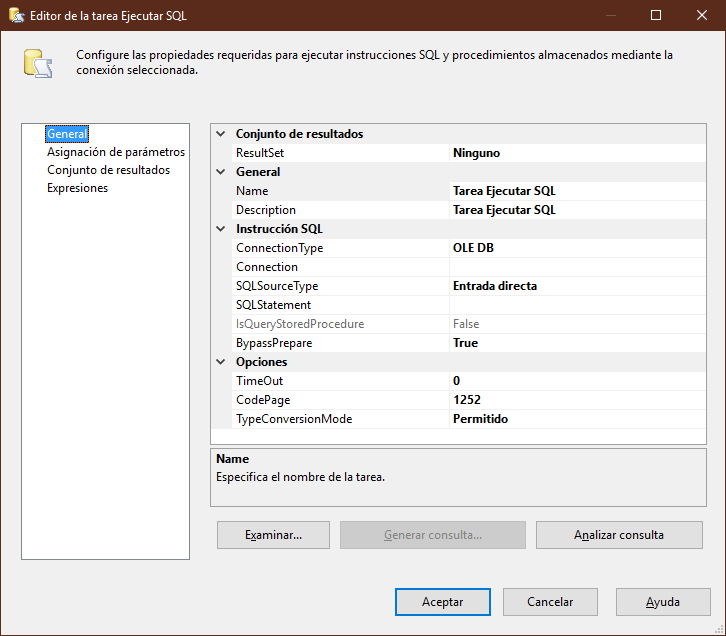 Editor de la tarea Ejecutar SQL
Configure las propiedades requeridas para ejecutar instrucciones SQL y procedimientos almacenados mediante la
conexión seleccionada.
General
Asignación de parámetros
Conjunto de resultados
Expresiones
Conjunto de resultados
ResultSet Ninguno
General
Name Tarea Ejecutar SQL
Description Tarea Ejecutar SQL
Instrucción SQL
ConnectionType OLE DB
Connection
SQLSourceType Entrada directa
SQLStatement
IsQueryStoredProcedure False
BypassPrepare True
Opciones
TimeOut 0
CodePage 1252
TypeConversionMode Permitido
Name
Especifica el nombre de la tarea.
Examinar... Generar consulta... Analizar consulta
Aceptar Cancelar Ayuda